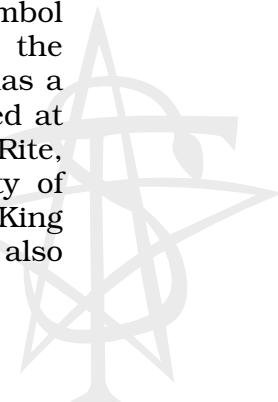 mbol
the
as a
ed at
Rite,
ty of
King
also